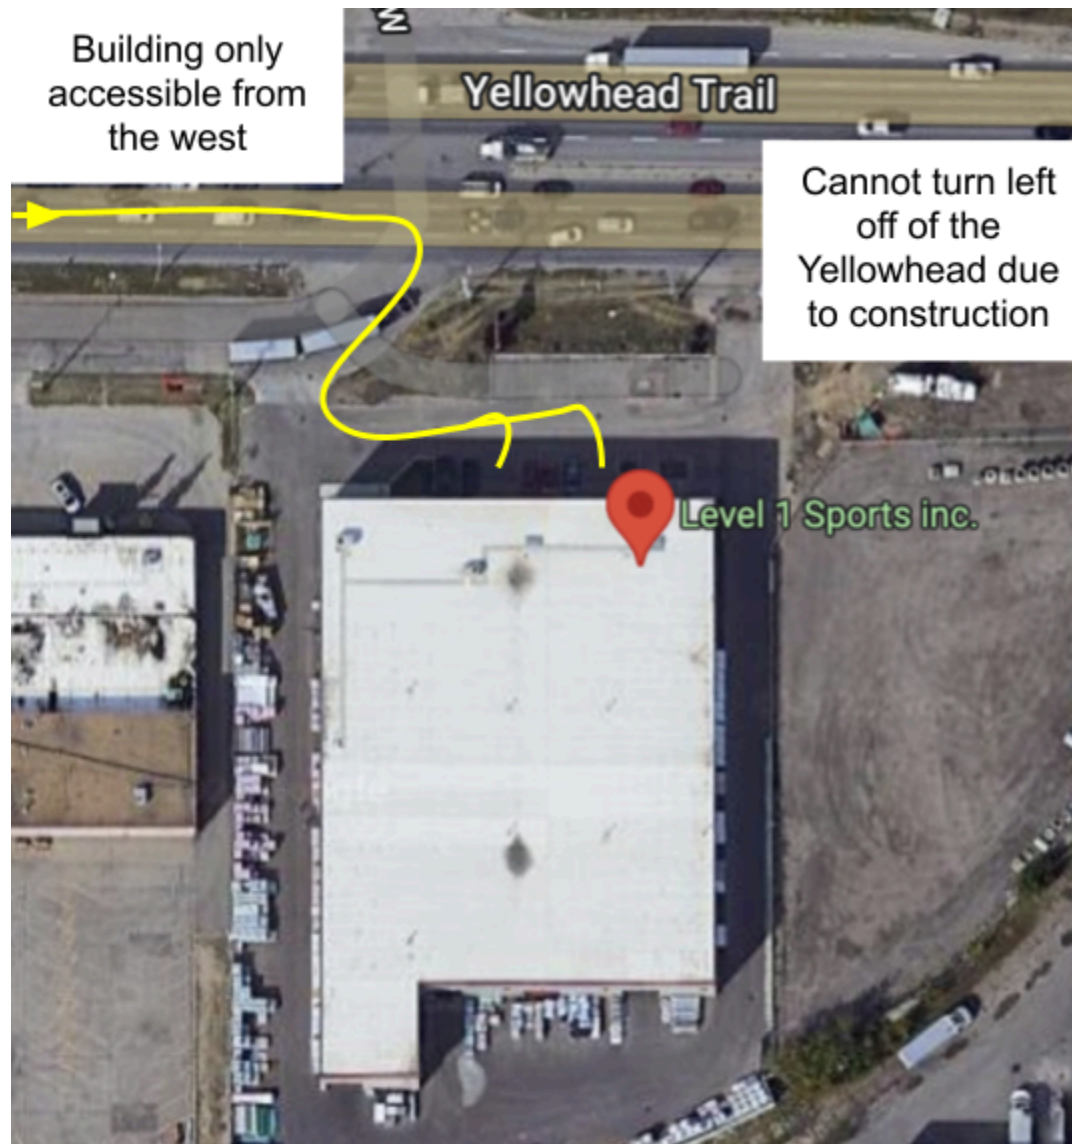 Building only
accessible from
the west
W
Yellowhead Trail
Cannot turn left
off of the
Yellowhead due
to construction
Level 1 Sports inc.